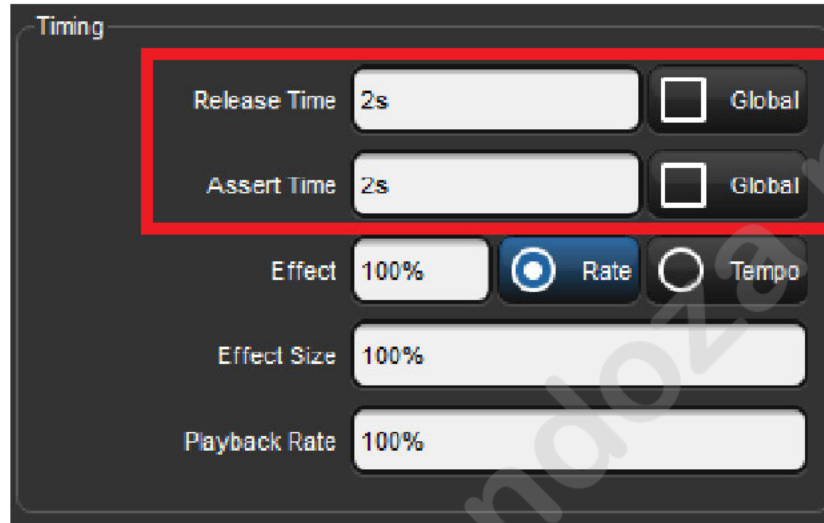 Timing
Release Time 2s Global
Assert Time 2s Global
Effect 100% Rate Tempo
Effect Size 100%
Playback Rate 100%